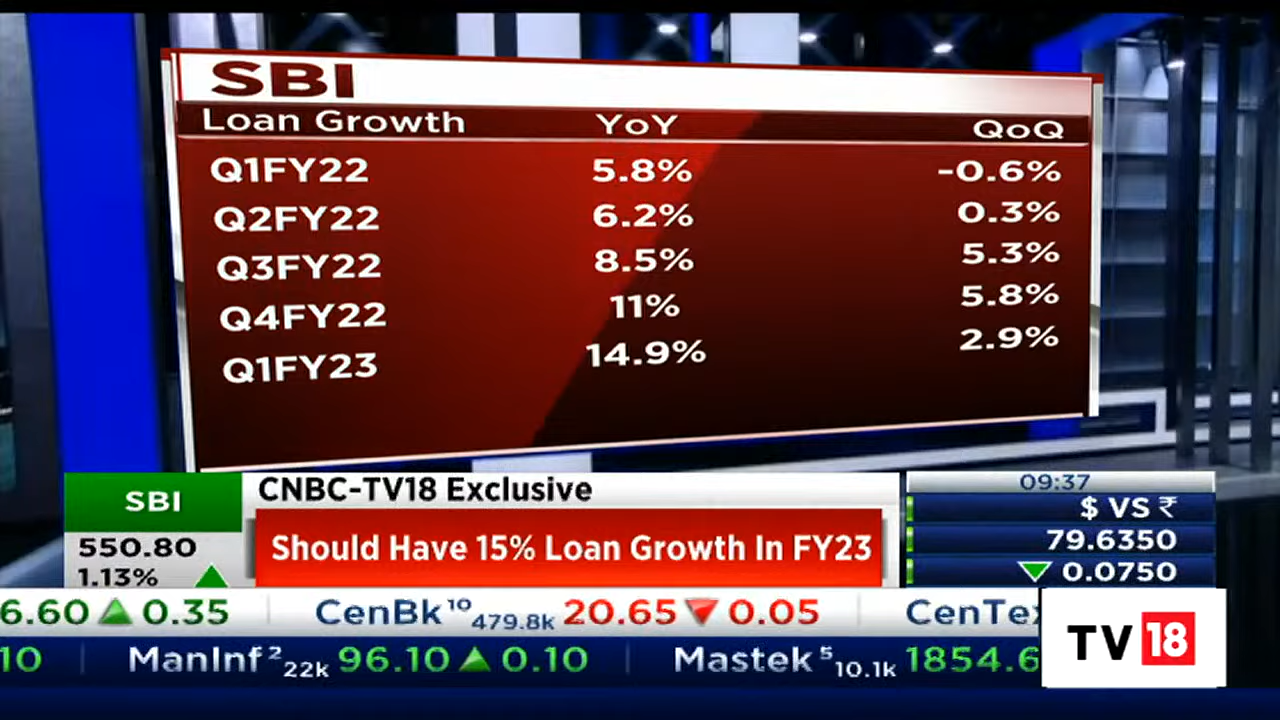 SBI
Loan Growth YoY QoQ
Q1FY22 5.8% -0.6%
Q2FY22 6.2% 0.3%
Q3FY22 8.5% 5.3%
Q4FY22 11% 5.8%
Q1FY23 14.9% 2.9%
SBI
550.80
1.13%
CNBC-TV18 Exclusive
Should Have 15% Loan Growth In FY23
09:37
$ VS ₹
79.6350
0.0750
6.60 0.35 CenBk 10 479.8k 20.65 0.05 CenTex
10 ManInf 2 22k 96.10 0.10 Mastek 5 10.1k 1854.6
TV18